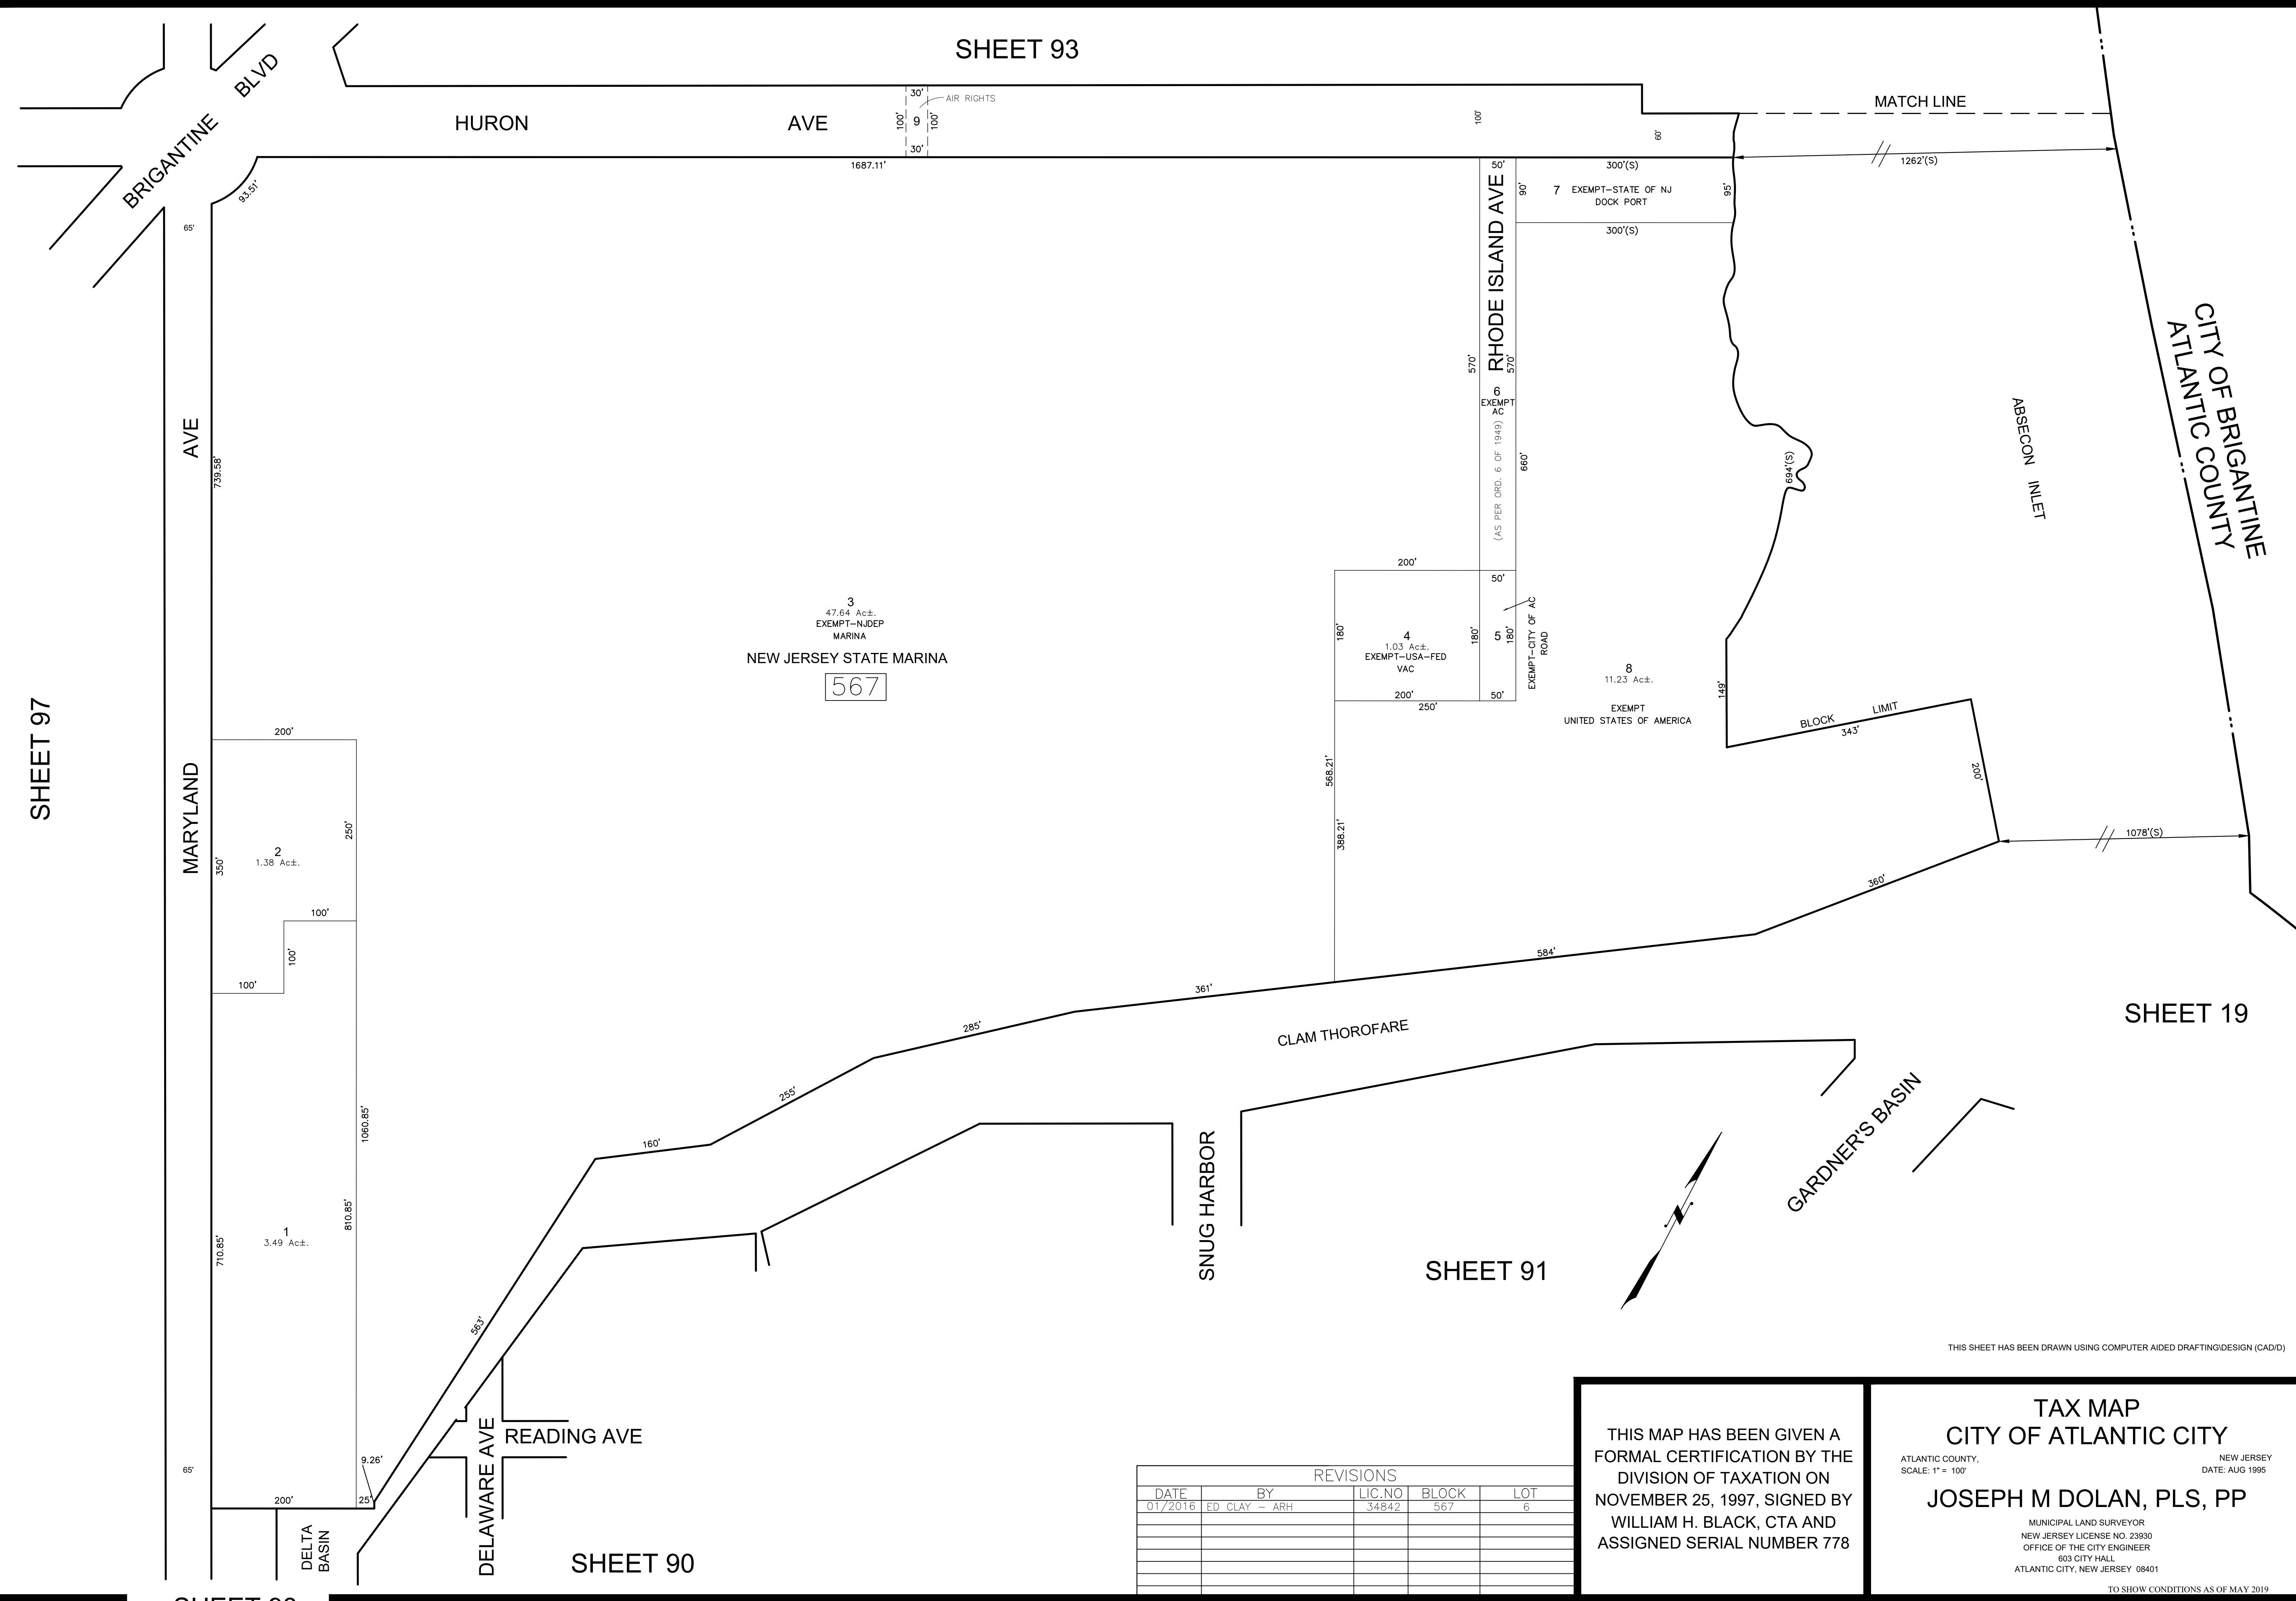 SHEET 93
BRIGANTINE BLVD
HURON AVE
30'
AIR RIGHTS
100'
9
100'
30'
100'
60'
MATCH LINE
1262'(S)
1687.11'
93.51'
65'
50'
300'(S)
RHODE ISLAND AVE
90'
7 EXEMPT-STATE OF NJ
DOCK PORT
95'
300'(S)
CITY OF BRIGANTINE
ATLANTIC COUNTY
570'
570'
6
EXEMPT
AC
(AS PER ORD. 6 OF 1949)
660'
ABSECON INLET
694'(S)
MARYLAND AVE
739.58'
SHEET 97
3
47.64 Ac±.
EXEMPT-NJDEP
MARINA
NEW JERSEY STATE MARINA
567
200'
50'
180'
4
1.03 Ac±.
EXEMPT-USA-FED
VAC
180'
5
180'
EXEMPT-CITY OF AC
ROAD
200'
50'
250'
8
11.23 Ac±.
EXEMPT
UNITED STATES OF AMERICA
149'
BLOCK LIMIT
343'
200'
1078'(S)
568.21'
388.21'
200'
250'
2
1.38 Ac±.
350'
100'
100'
100'
360'
584'
361'
285'
255'
160'
563'
CLAM THOROFARE
SHEET 19
1060.85'
810.85'
1
3.49 Ac±.
710.85'
SNUG HARBOR
GARDNER'S BASIN
SHEET 91
65'
9.26'
200'
25'
DELTA
BASIN
DELAWARE AVE
READING AVE
SHEET 90
THIS SHEET HAS BEEN DRAWN USING COMPUTER AIDED DRAFTING\DESIGN (CAD/D)
REVISIONS
DATE BY LIC.NO BLOCK LOT
01/2016 ED CLAY - ARH 34842 567 6
THIS MAP HAS BEEN GIVEN A
FORMAL CERTIFICATION BY THE
DIVISION OF TAXATION ON
NOVEMBER 25, 1997, SIGNED BY
WILLIAM H. BLACK, CTA AND
ASSIGNED SERIAL NUMBER 778
TAX MAP
CITY OF ATLANTIC CITY
ATLANTIC COUNTY, NEW JERSEY
SCALE: 1" = 100' DATE: AUG 1995
JOSEPH M DOLAN, PLS, PP
MUNICIPAL LAND SURVEYOR
NEW JERSEY LICENSE NO. 23930
OFFICE OF THE CITY ENGINEER
603 CITY HALL
ATLANTIC CITY, NEW JERSEY 08401
TO SHOW CONDITIONS AS OF MAY 2019
SHEET